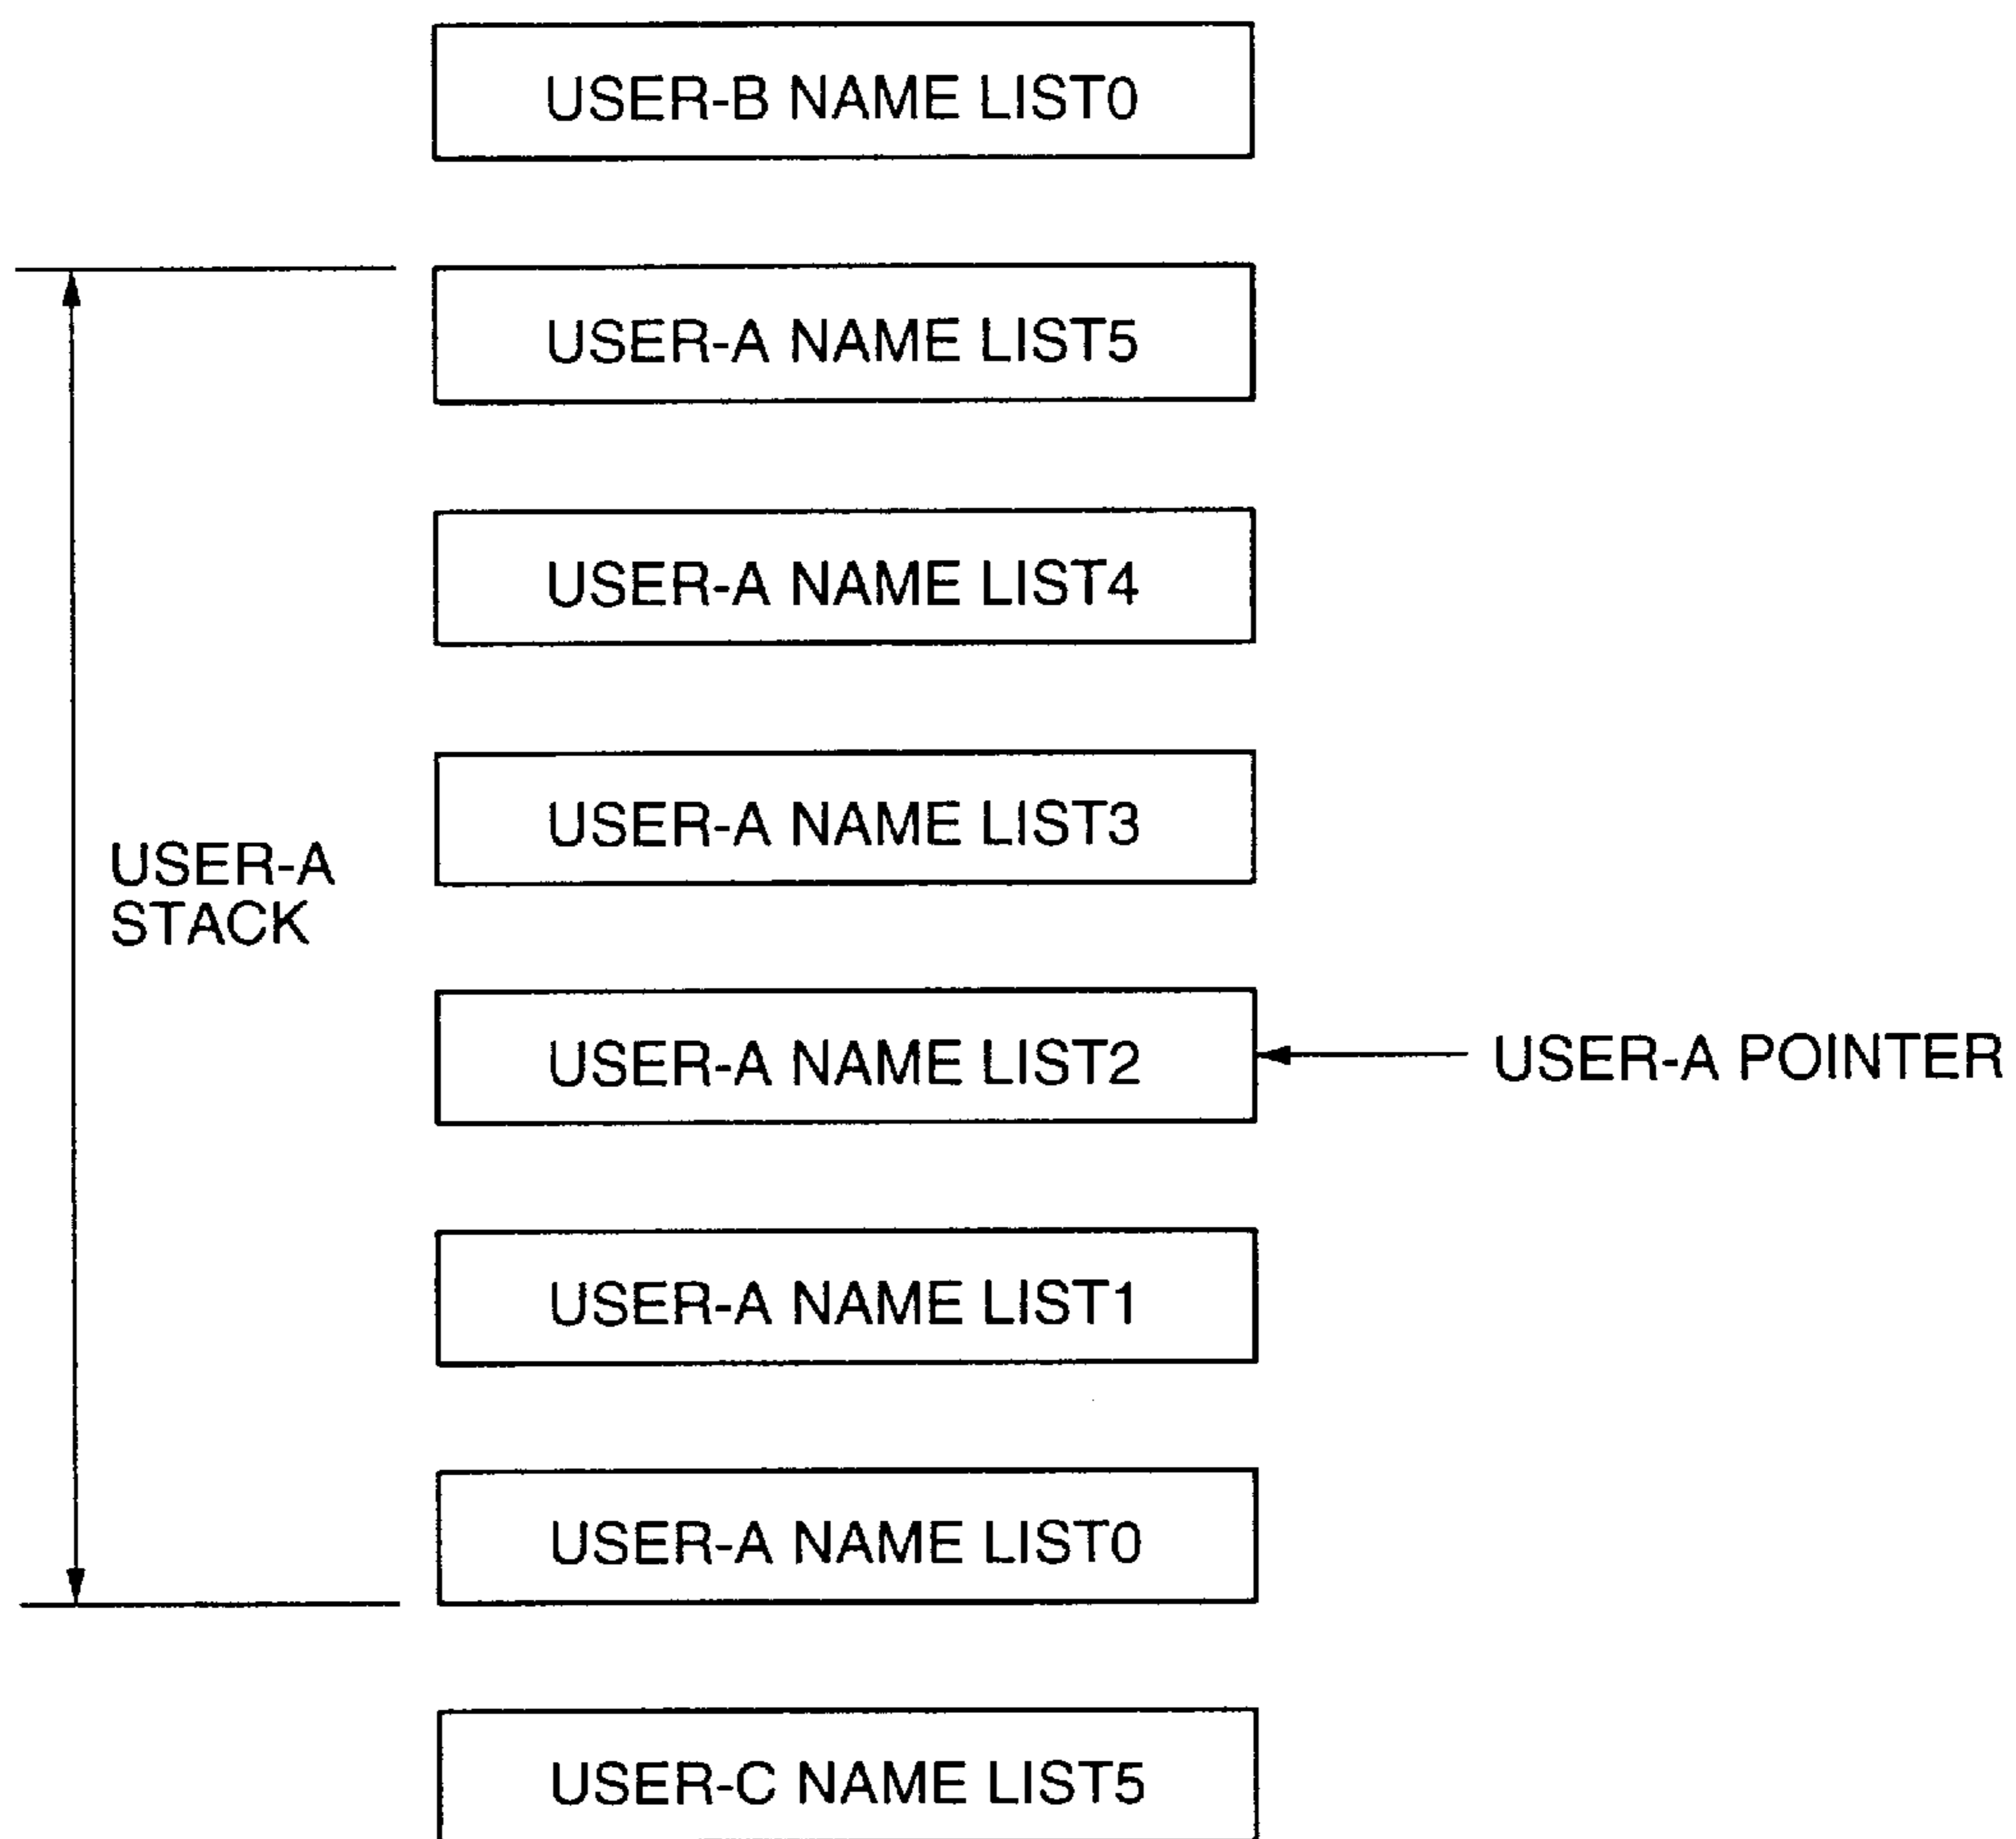 USER-B NAME LIST0
USER-A NAME LIST5
USER-A NAME LIST4
USER-A NAME LIST3
USER-A
STACK
USER-A NAME LIST2
USER-A POINTER
USER-A NAME LIST1
USER-A NAME LIST0
USER-C NAME LIST5